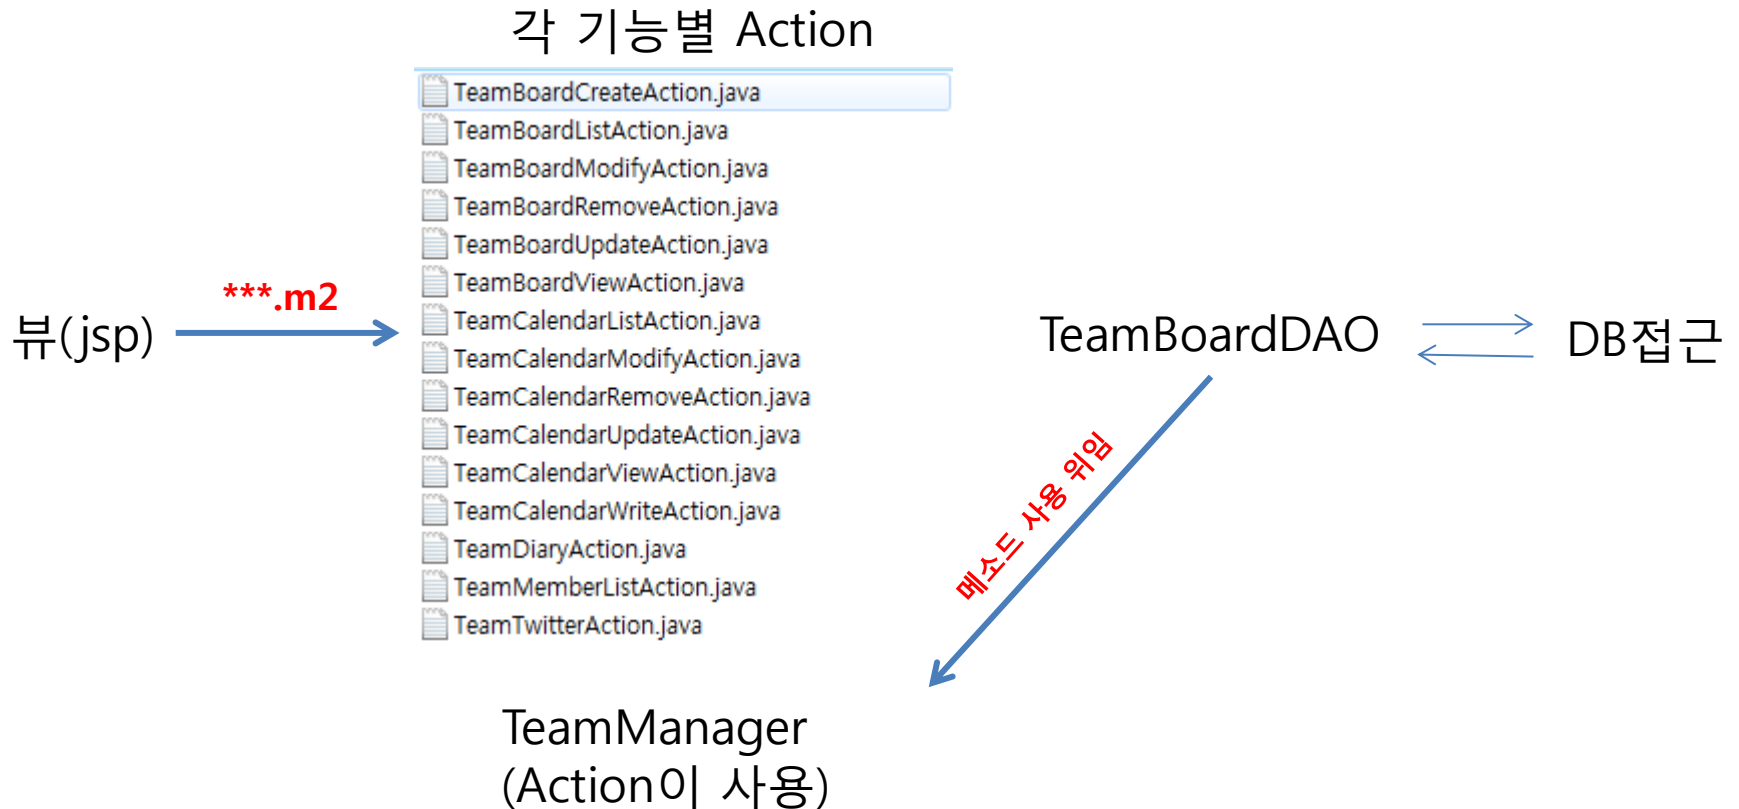 각 기능별 Action
TeamBoardCreateAction.java
TeamBoardListAction.java
TeamBoardModifyAction.java
TeamBoardRemoveAction.java
TeamBoardUpdateAction.java
TeamBoardViewAction.java
TeamCalendarListAction.java
TeamCalendarModifyAction.java
TeamCalendarRemoveAction.java
TeamCalendarUpdateAction.java
TeamCalendarViewAction.java
TeamCalendarWriteAction.java
TeamDiaryAction.java
TeamMemberListAction.java
TeamTwitterAction.java
***.m2
뷰(jsp)
TeamBoardDAO
DB접근
메소드 사용 위임
TeamManager
(Action이 사용)